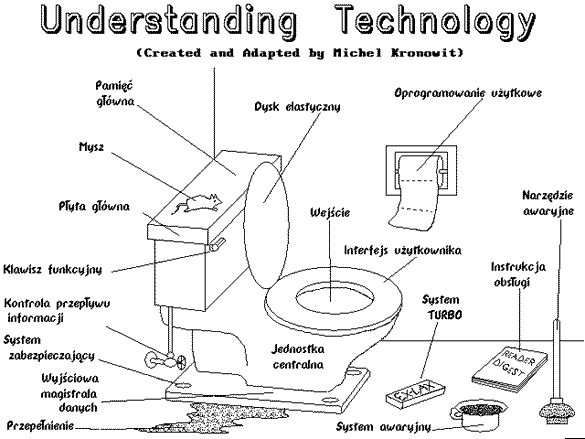 Understanding Technology
(Created and Adapted by Michel Kronowit)
Pamięć
główna
Dysk elastyczny
Oprogramowanie użytkowe
Mysz
Płyta główna
Wejście
Narzędzie
awaryjne
Interfejs użytkownika
Klawisz funkcyjny
Instrukcja
obsługi
Kontrola przepływu
informacji
System
TURBO
System
zabezpieczający
Jednostka
centralna
READER
DIGEST
Wyjściowa
magistrala
danych
EX-LAX
Przepełnienie
System awaryjny